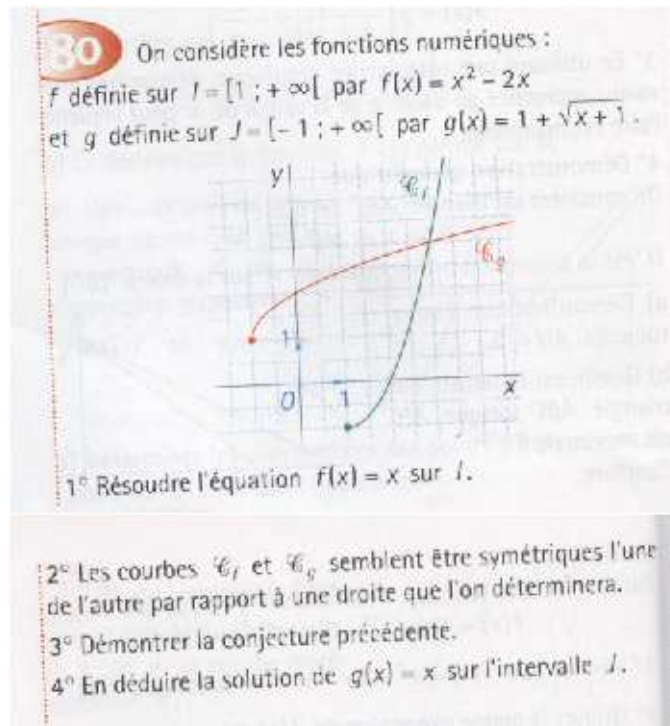 80 On considère les fonctions numériques :
f définie sur I = [1 ; +∞[ par f(x) = x² − 2x
et g définie sur J = [− 1 ; +∞[ par g(x) = 1 + √(x + 1).
y
𝒞f
𝒞g
1
0 1 x
1° Résoudre l'équation f(x) = x sur I.
2° Les courbes 𝒞f et 𝒞g semblent être symétriques l'une
de l'autre par rapport à une droite que l'on déterminera.
3° Démontrer la conjecture précédente.
4° En déduire la solution de g(x) = x sur l'intervalle J.